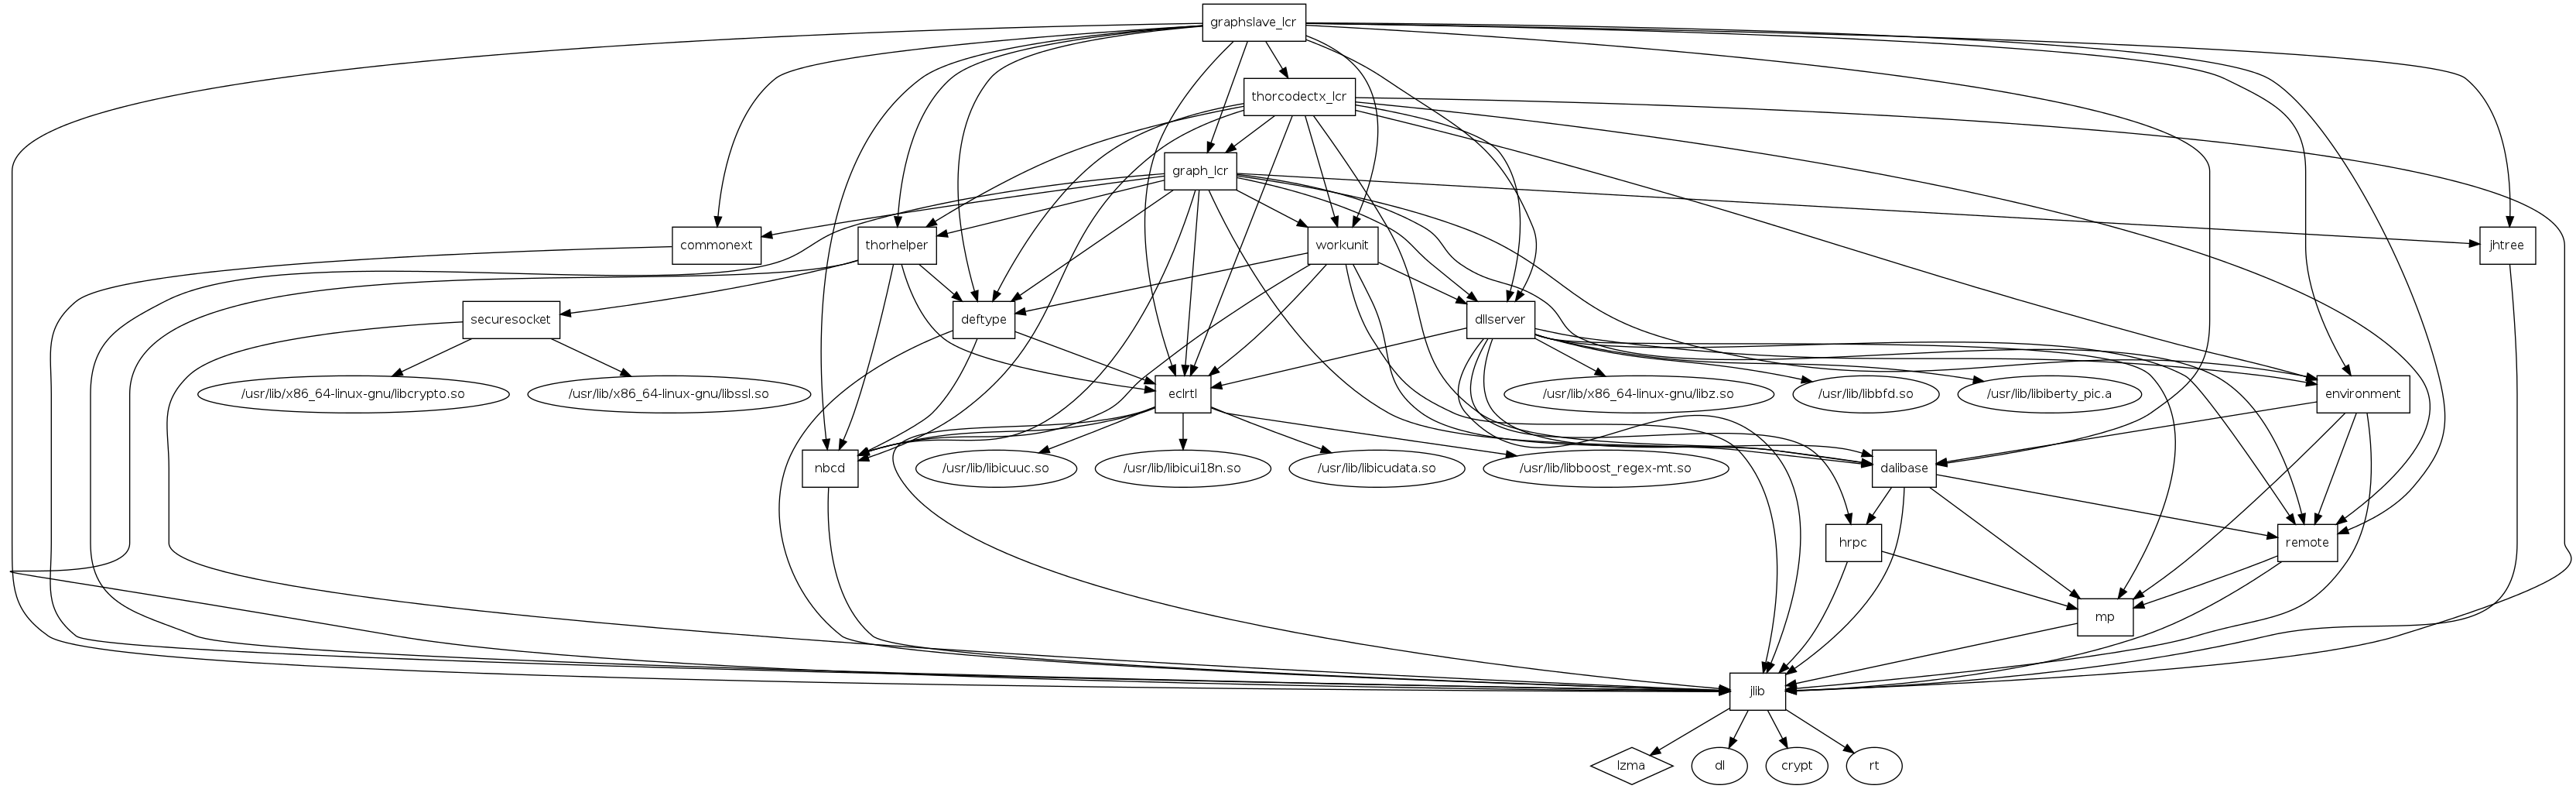 graphslave_lcr
thorcodectx_lcr
graph_lcr
commonext
thorhelper
workunit
jhtree
securesocket
deftype
dllserver
/usr/lib/x86_64-linux-gnu/libcrypto.so
/usr/lib/x86_64-linux-gnu/libssl.so
eclrtl
/usr/lib/x86_64-linux-gnu/libz.so
/usr/lib/libbfd.so
/usr/lib/libiberty_pic.a
environment
nbcd
/usr/lib/libicuuc.so
/usr/lib/libicui18n.so
/usr/lib/libicudata.so
/usr/lib/libboost_regex-mt.so
dalibase
hrpc
remote
mp
jlib
lzma
dl
crypt
rt